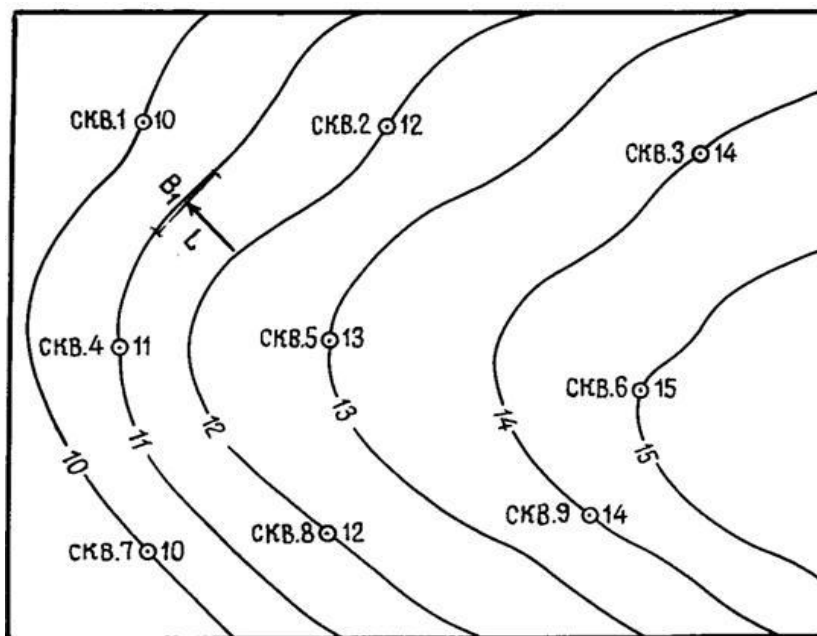 СКВ.1 10
СКВ.2 12
СКВ.3 14
B₁
L
СКВ.4 11
СКВ.5 13
СКВ.6 15
10
11
12
13
14
15
СКВ.7 10
СКВ.8 12
СКВ.9 14